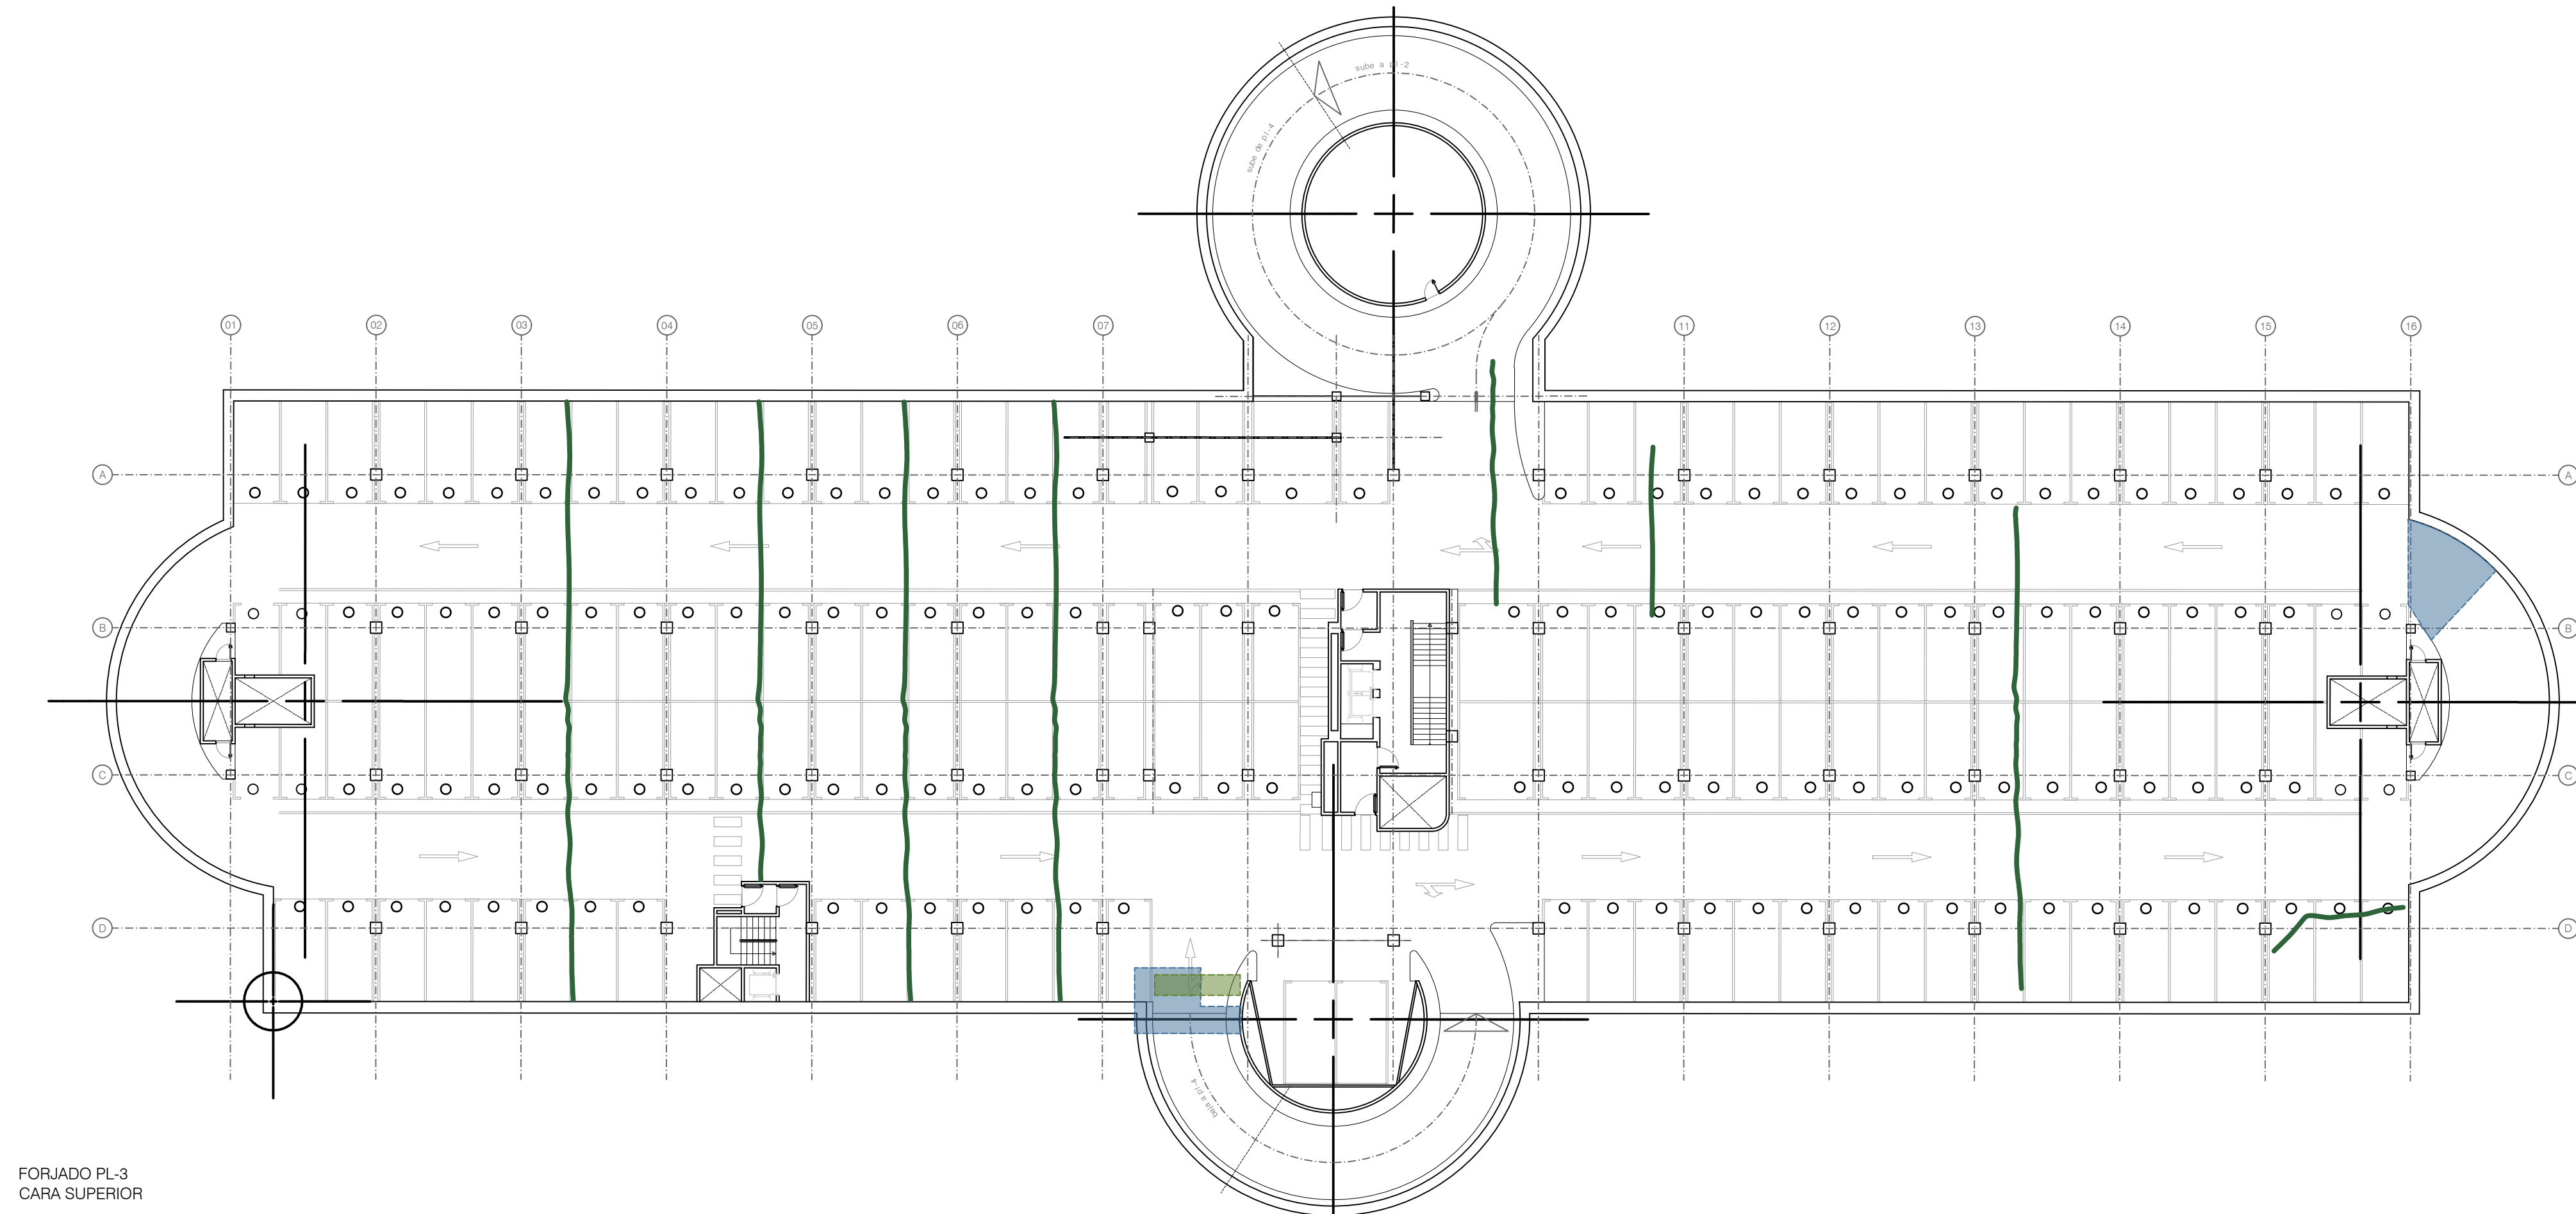 sube a pl-2
sube de pl-4
01
02
03
04
05
06
07
11
12
13
14
15
16
A
A
B
B
C
C
D
D
baja a pl-4
FORJADO PL-3
CARA SUPERIOR